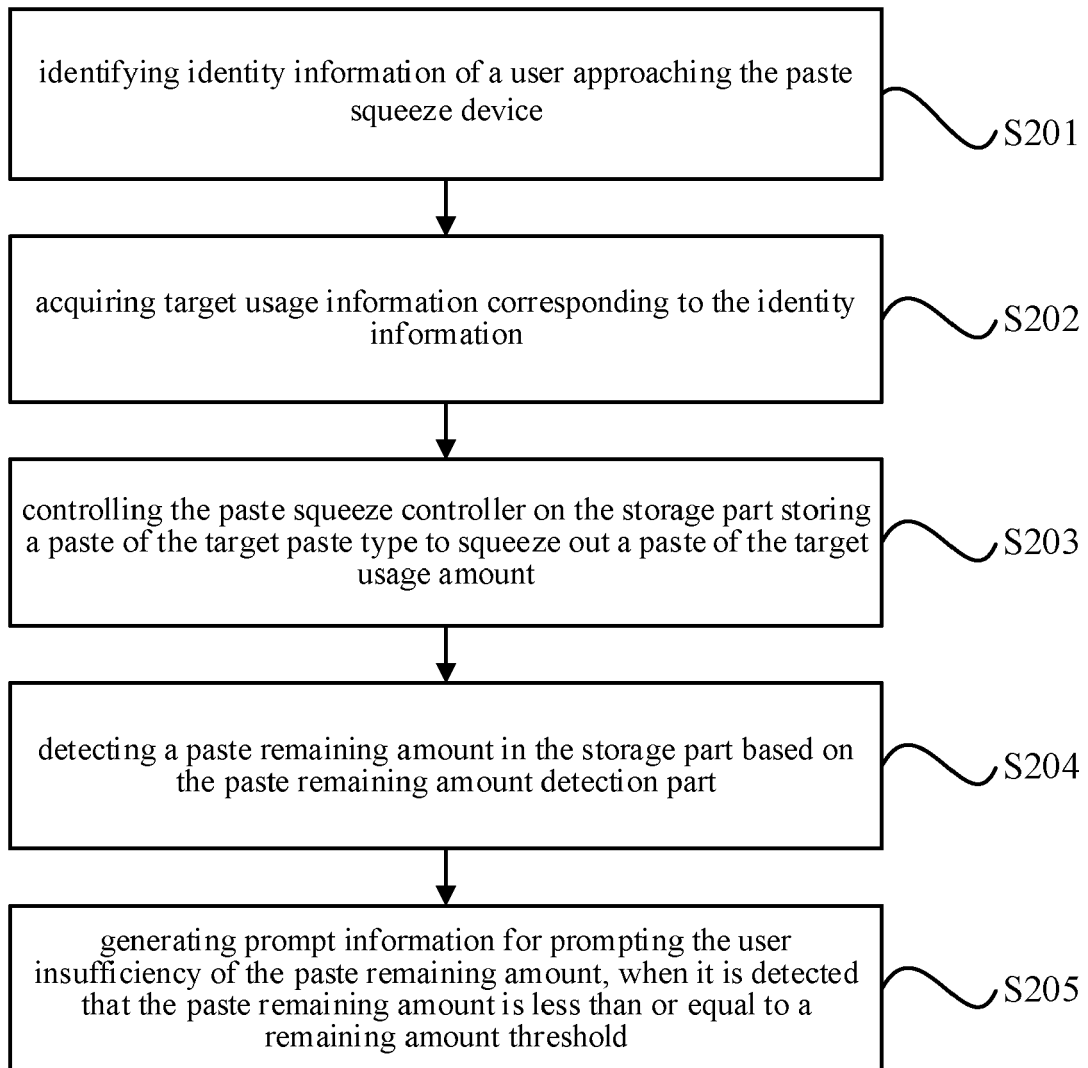 identifying identity information of a user approaching the paste
squeeze device
S201
acquiring target usage information corresponding to the identity
information
S202
controlling the paste squeeze controller on the storage part storing
a paste of the target paste type to squeeze out a paste of the target
usage amount
S203
detecting a paste remaining amount in the storage part based on
the paste remaining amount detection part
S204
generating prompt information for prompting the user
insufficiency of the paste remaining amount, when it is detected
that the paste remaining amount is less than or equal to a
remaining amount threshold
S205